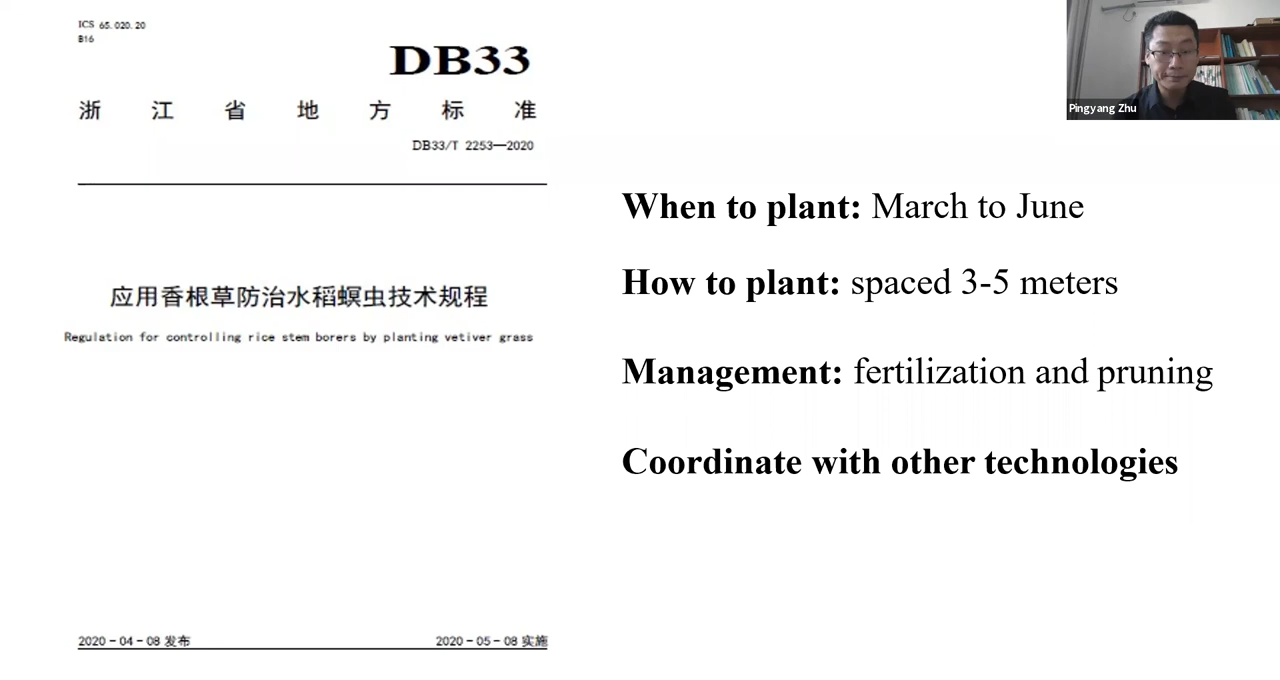 ICS 65.020.20
B16
DB33
浙江省地方标准
DB33/T 2253—2020
应用香根草防治水稻螟虫技术规程
Regulation for controlling rice stem borers by planting vetiver grass
2020-04-08 发布
2020-05-08 实施
Pingyang Zhu
When to plant: March to June
How to plant: spaced 3-5 meters
Management: fertilization and pruning
Coordinate with other technologies